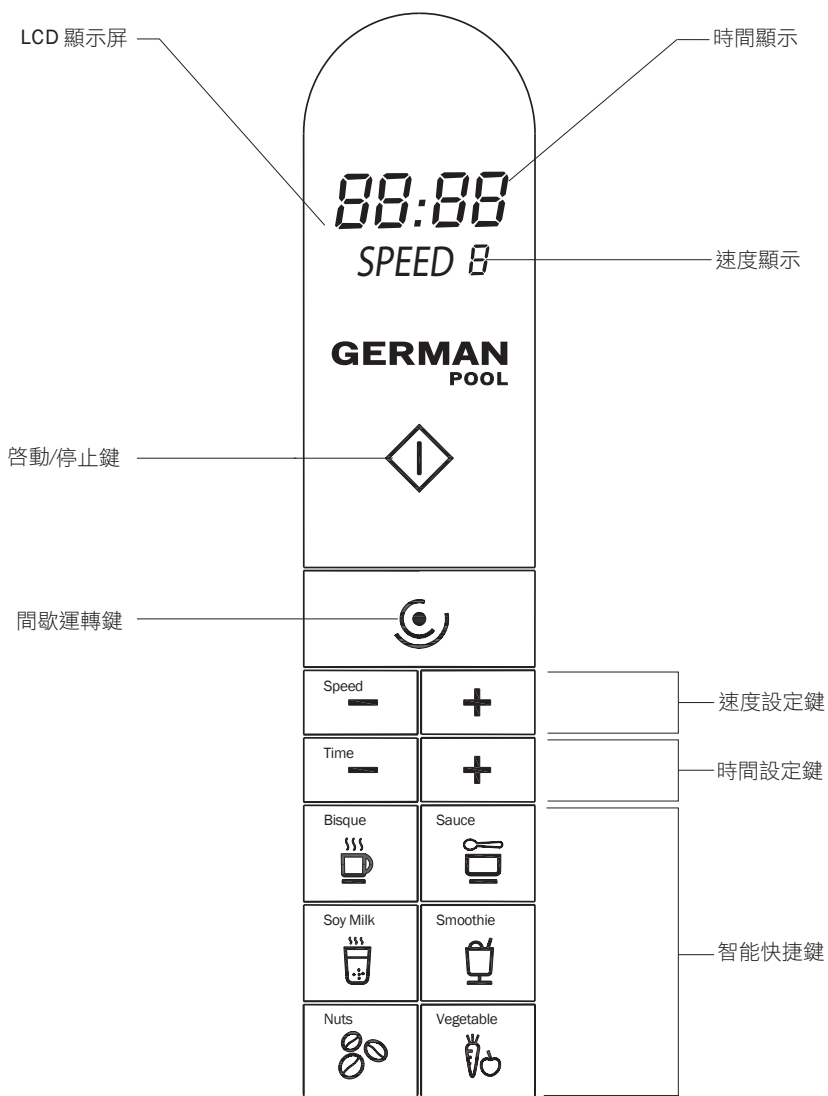 LCD 顯示屏
時間顯示
88:88
SPEED 8
速度顯示
GERMAN
POOL
啓動/停止鍵
間歇運轉鍵
Speed
− +
速度設定鍵
Time
− +
時間設定鍵
Bisque
Sauce
Soy Milk
Smoothie
智能快捷鍵
Nuts
Vegetable